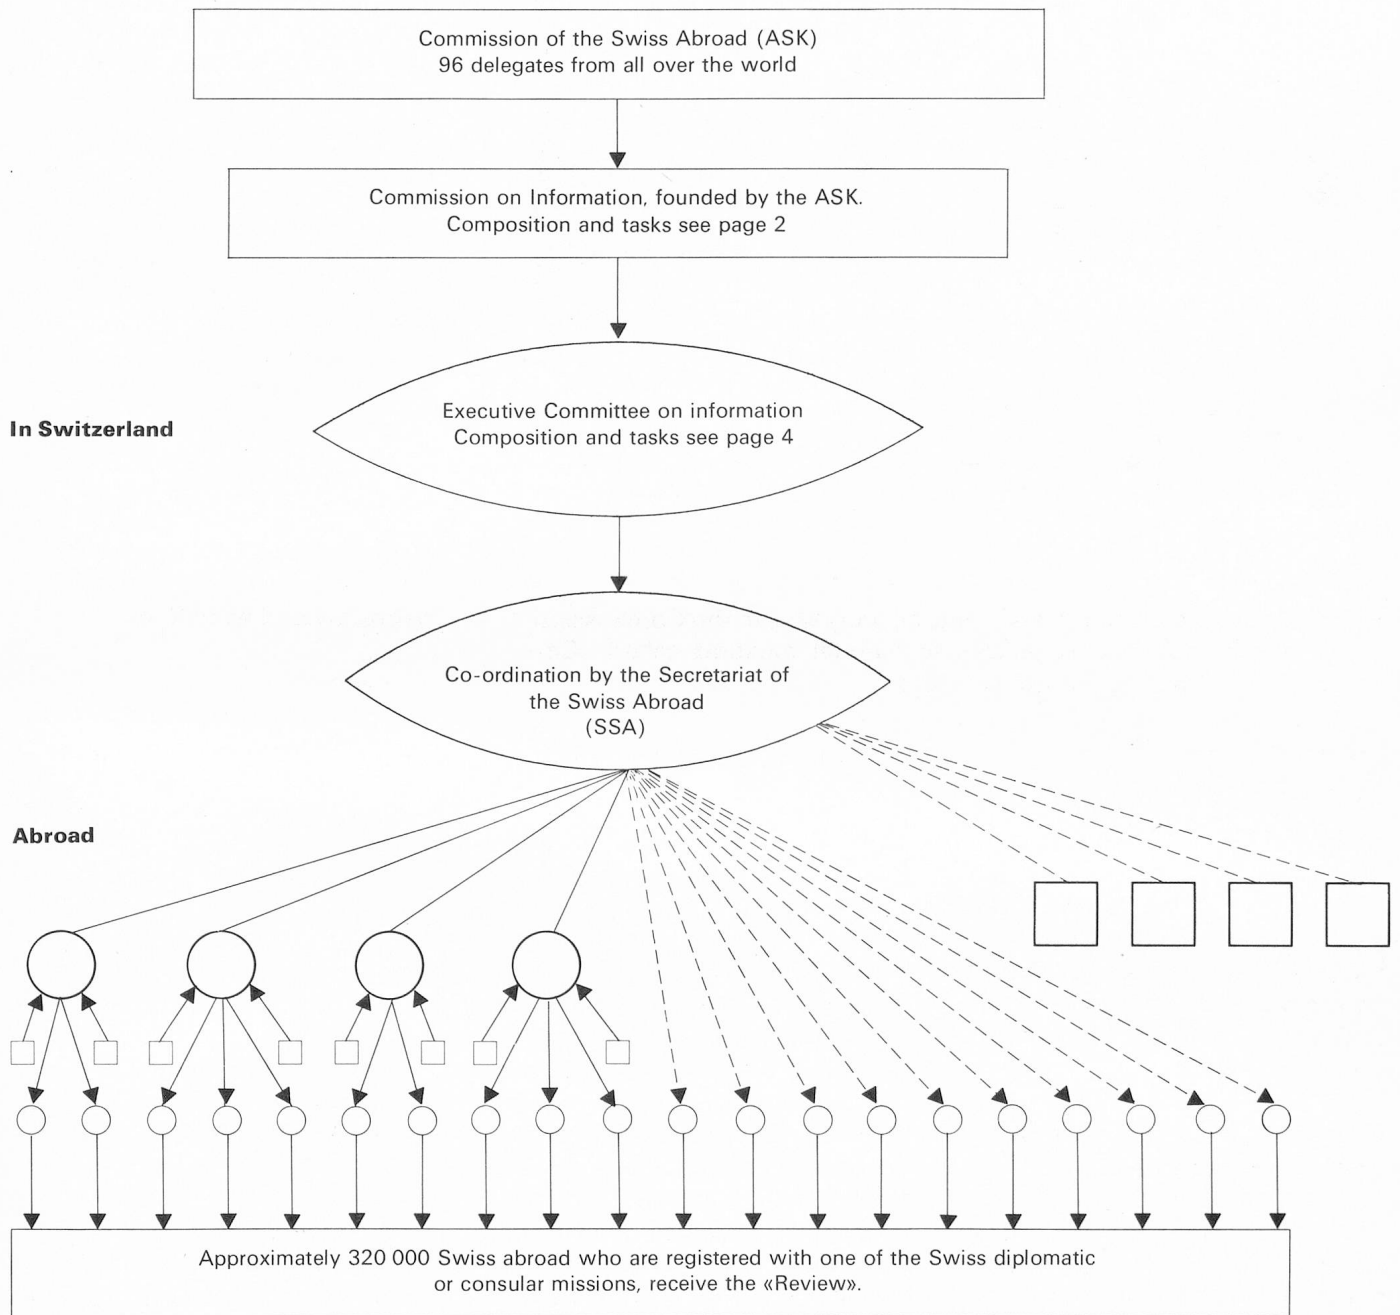 Commission of the Swiss Abroad (ASK)
96 delegates from all over the world
Commission on Information, founded by the ASK.
Composition and tasks see page 2
In Switzerland
Executive Committee on information
Composition and tasks see page 4
Co-ordination by the Secretariat of
the Swiss Abroad
(SSA)
Abroad
Approximately 320 000 Swiss abroad who are registered with one of the Swiss diplomatic
or consular missions, receive the «Review».